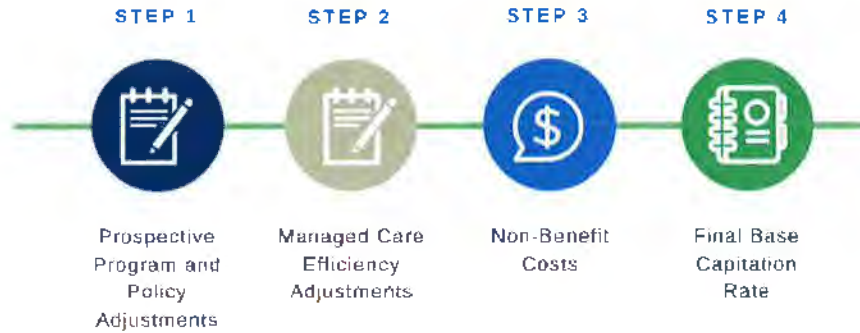 STEP 1
STEP 2
STEP 3
STEP 4
$
Prospective
Program and
Policy
Adjustments
Managed Care
Efficiency
Adjustments
Non-Benefit
Costs
Final Base
Capitation
Rate